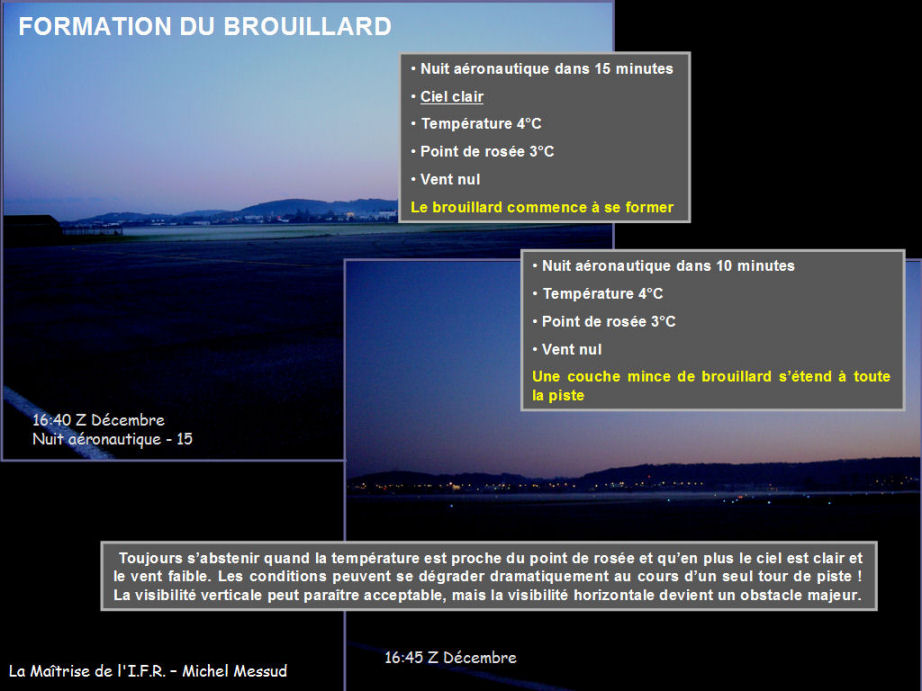 FORMATION DU BROUILLARD
• Nuit aéronautique dans 15 minutes
• Ciel clair
• Température 4°C
• Point de rosée 3°C
• Vent nul
Le brouillard commence à se former
• Nuit aéronautique dans 10 minutes
• Température 4°C
• Point de rosée 3°C
• Vent nul
Une couche mince de brouillard s’étend à toute
la piste
16:40 Z Décembre
Nuit aéronautique - 15
Toujours s’abstenir quand la température est proche du point de rosée et qu’en plus le ciel est clair et
le vent faible. Les conditions peuvent se dégrader dramatiquement au cours d’un seul tour de piste !
La visibilité verticale peut paraître acceptable, mais la visibilité horizontale devient un obstacle majeur.
16:45 Z Décembre
La Maîtrise de l'I.F.R. – Michel Messud